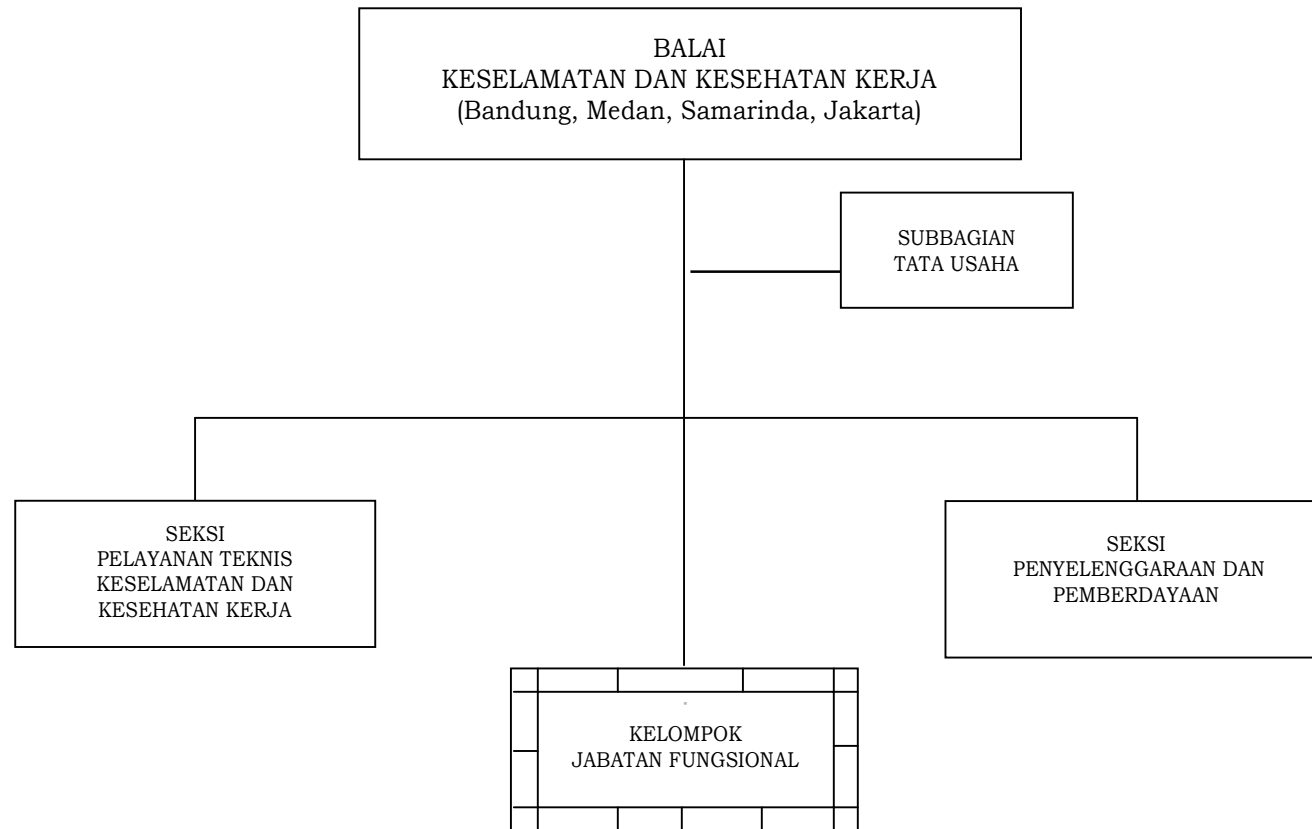 BALAI
KESELAMATAN DAN KESEHATAN KERJA
(Bandung, Medan, Samarinda, Jakarta)
SUBBAGIAN
TATA USAHA
SEKSI
PELAYANAN TEKNIS
KESELAMATAN DAN
KESEHATAN KERJA
SEKSI
PENYELENGGARAAN DAN
PEMBERDAYAAN
KELOMPOK
JABATAN FUNGSIONAL